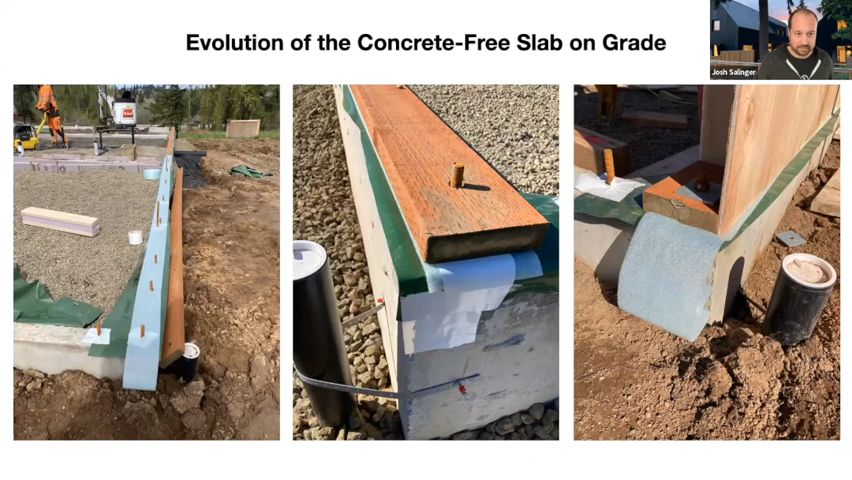 Evolution of the Concrete-Free Slab on Grade
Josh Salinger